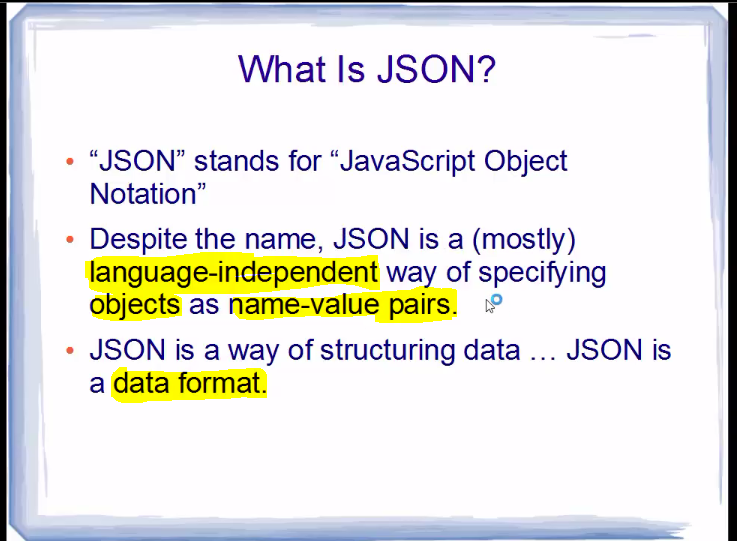 What Is JSON?
• “JSON” stands for “JavaScript Object
Notation”
• Despite the name, JSON is a (mostly)
language-independent way of specifying
objects as name-value pairs.
• JSON is a way of structuring data … JSON is
a data format.